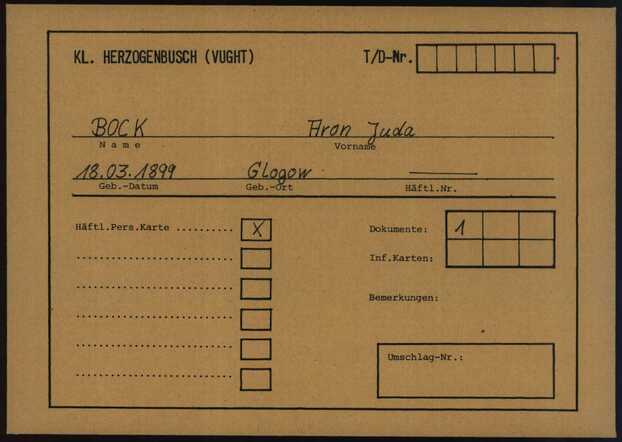 KL. HERZOGENBUSCH (VUGHT) T/D-Nr.
BOCK Aron Juda
Name Vorname
18.03.1899 Glogow ———
Geb.-Datum Geb.-Ort Häftl.Nr.
Häftl.Pers.Karte .......... X
Dokumente: 1
Inf.Karten:
Bemerkungen:
Umschlag-Nr.: